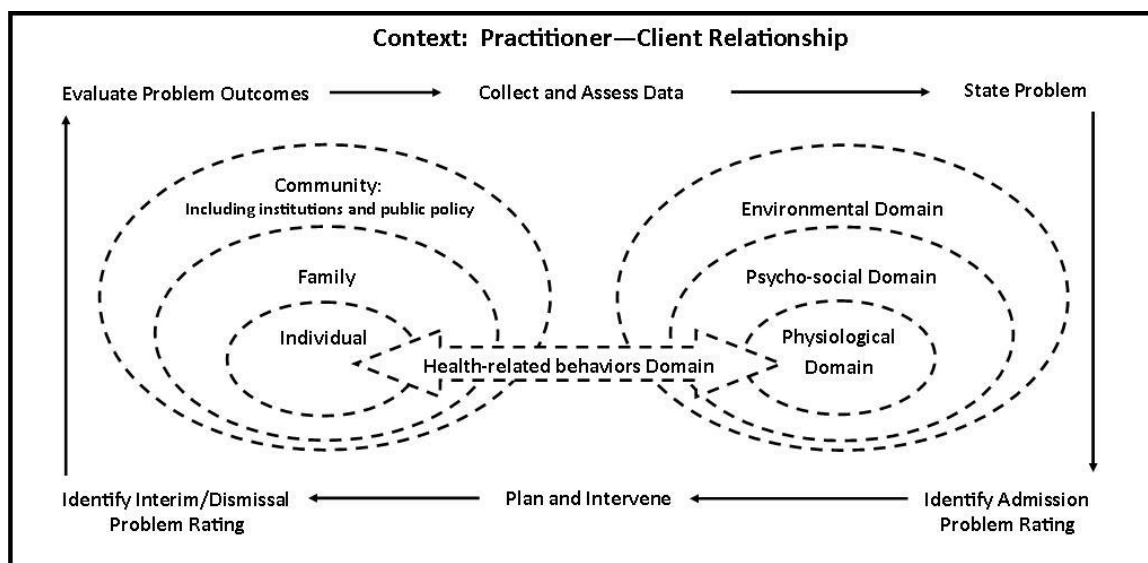 Context: Practitioner—Client Relationship
Evaluate Problem Outcomes
Collect and Assess Data
State Problem
Community:
Including institutions and public policy
Family
Individual
Environmental Domain
Psycho-social Domain
Physiological
Domain
Health-related behaviors Domain
Identify Interim/Dismissal
Problem Rating
Plan and Intervene
Identify Admission
Problem Rating